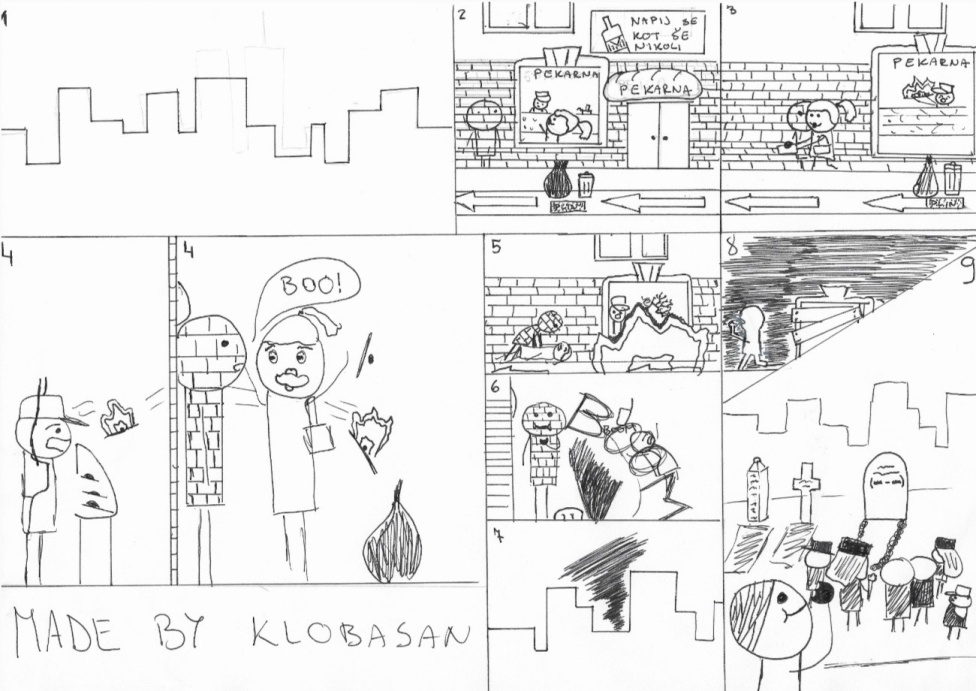 1
2
NAPIJ SE
KOT ŠE
NIKOLI
PEKARNA
PEKARNA
3
PEKARNA
4
4
BOO!
5
6
BOO!
7
8
9
MADE BY KLOBASAN